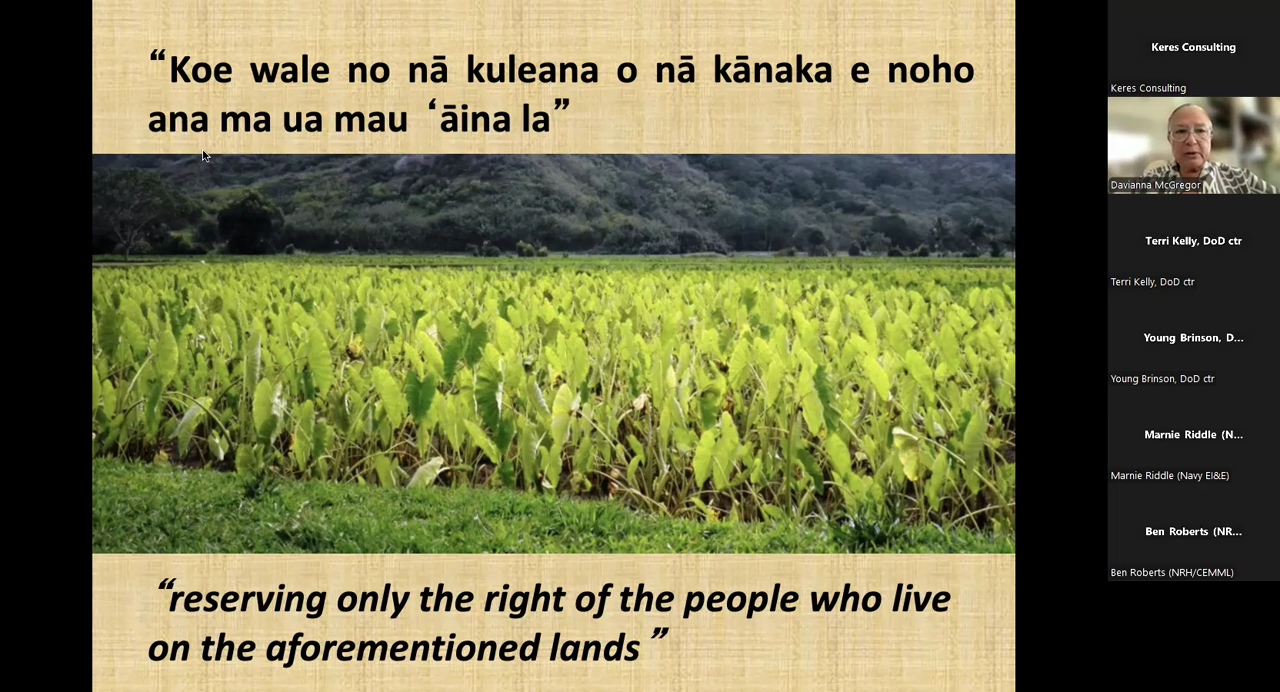 “Koe wale no nā kuleana o nā kānaka e noho
ana ma ua mau ‘āina la”
“reserving only the right of the people who live
on the aforementioned lands ”
Keres Consulting
Keres Consulting
Davianna McGregor
Terri Kelly, DoD ctr
Terri Kelly, DoD ctr
Young Brinson, D...
Young Brinson, DoD ctr
Marnie Riddle (N...
Marnie Riddle (Navy EI&E)
Ben Roberts (NR...
Ben Roberts (NRH/CEMML)